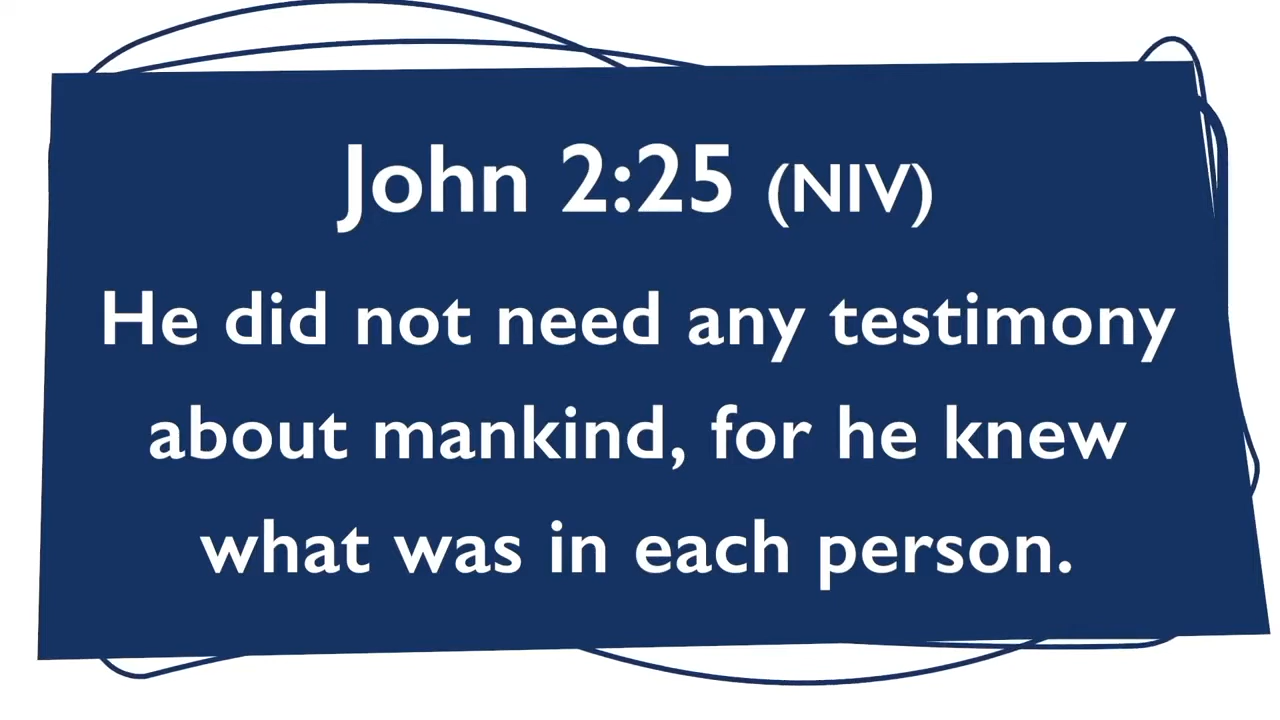 John 2:25 (NIV)
He did not need any testimony
about mankind, for he knew
what was in each person.